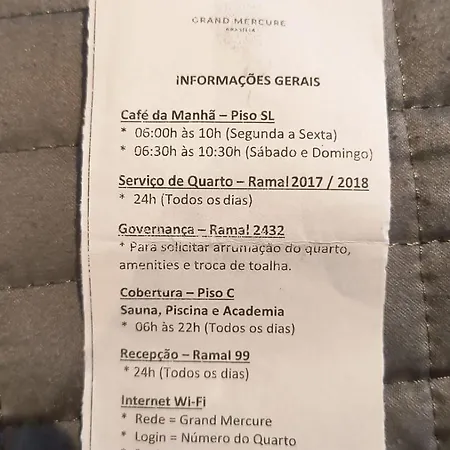 GRAND MERCURE
BRASÍLIA
INFORMAÇÕES GERAIS
Café da Manhã – Piso SL
* 06:00h às 10h (Segunda a Sexta)
* 06:30h às 10:30h (Sábado e Domingo)
Serviço de Quarto – Ramal 2017 / 2018
* 24h (Todos os dias)
Governança – Ramal 2432
* Para solicitar arrumação do quarto,
amenities e troca de toalha.
Cobertura – Piso C
Sauna, Piscina e Academia
* 06h às 22h (Todos os dias)
Recepção – Ramal 99
* 24h (Todos os dias)
Internet Wi-Fi
* Rede = Grand Mercure
* Login = Número do Quarto